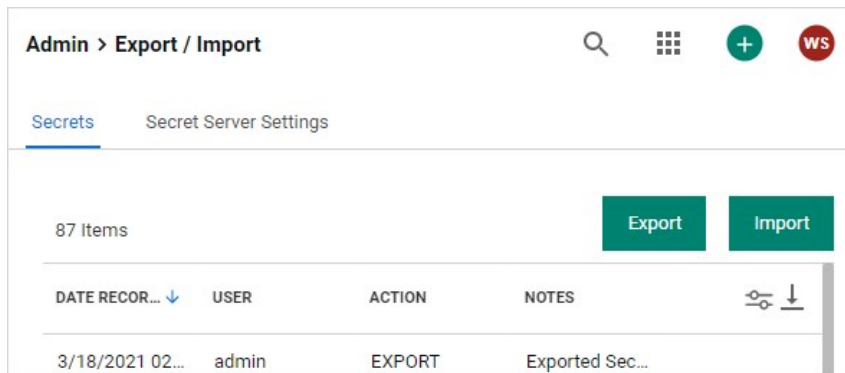 Admin > Export / Import
WS
Secrets Secret Server Settings
87 Items Export Import
DATE RECOR... USER ACTION NOTES
3/18/2021 02... admin EXPORT Exported Sec...